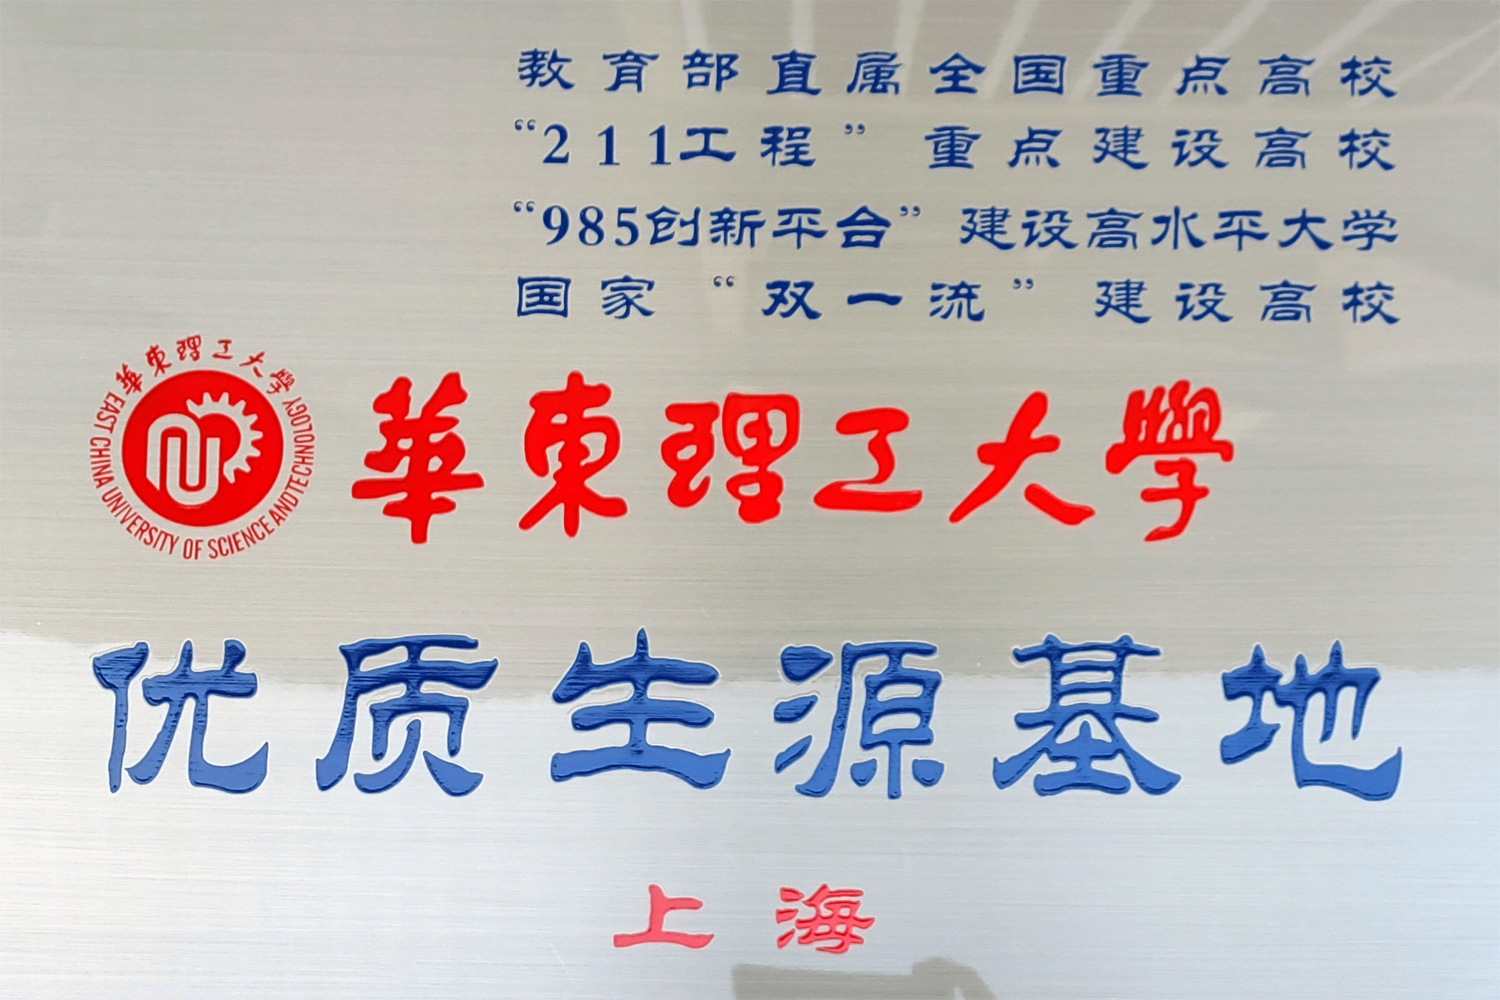 教育部直属全国重点高校
“211工程”重点建设高校
“985创新平台”建设高水平大学
国家“双一流”建设高校
華東理工大學
EAST CHINA UNIVERSITY OF SCIENCE ANDTECHNOLOGY
華東理工大學
优质生源基地
上海